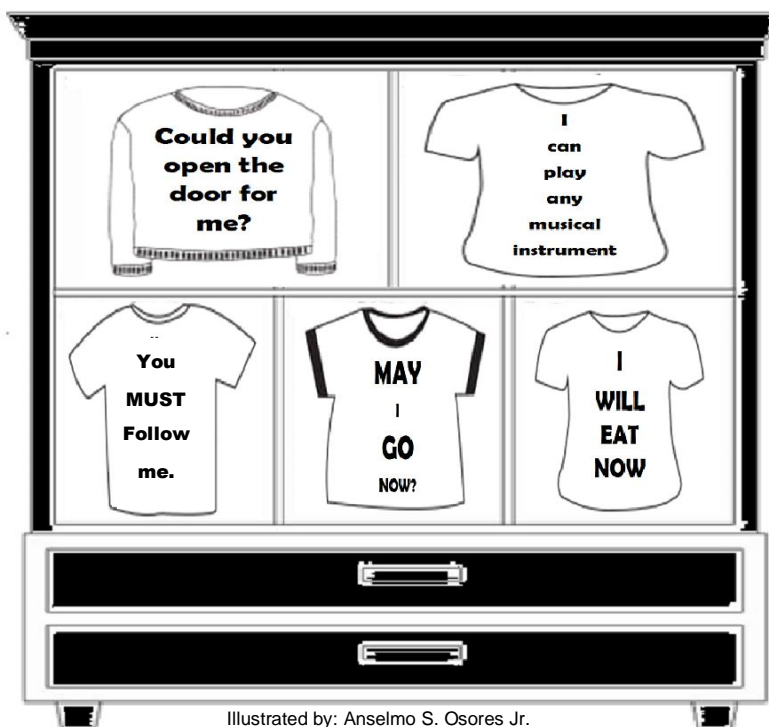 Could you
open the
door for
me?
I
can
play
any
musical
instrument
You
MUST
Follow
me.
MAY
I
GO
NOW?
I
WILL
EAT
NOW
Illustrated by: Anselmo S. Osores Jr.